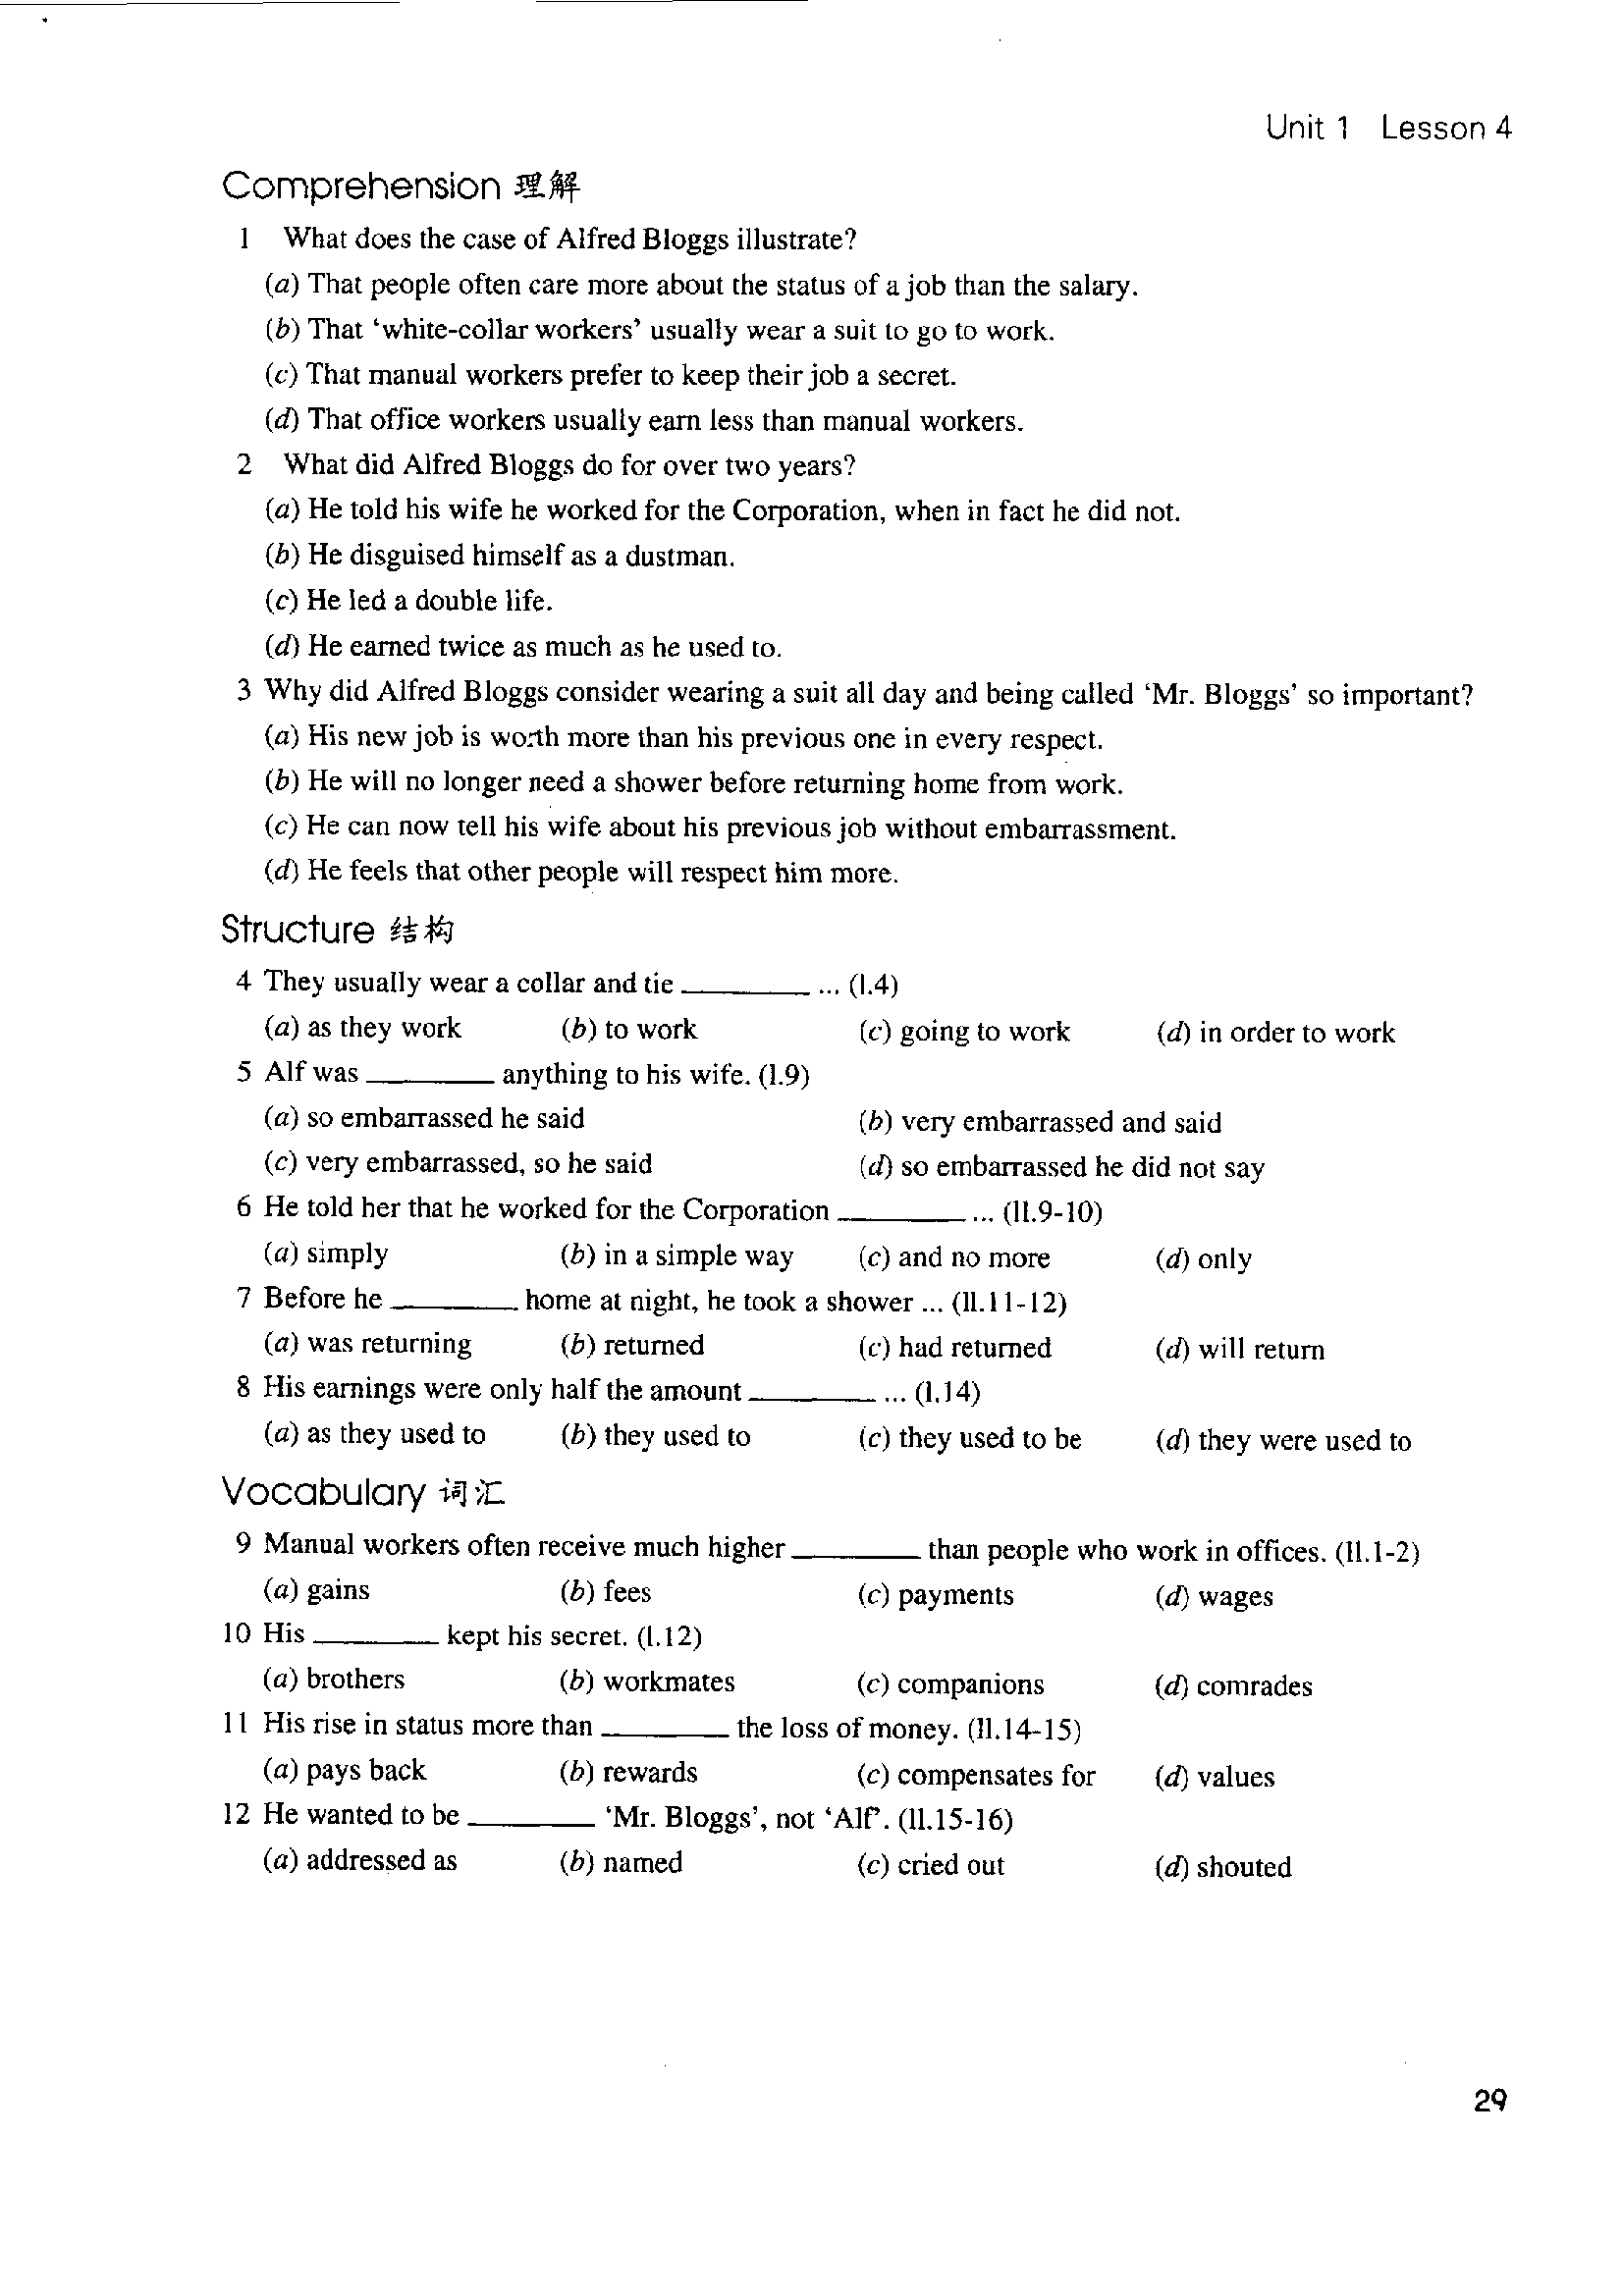 Unit 1 Lesson 4
Comprehension 理解
1 What does the case of Alfred Bloggs illustrate?
(a) That people often care more about the status of a job than the salary.
(b) That ‘white-collar workers’ usually wear a suit to go to work.
(c) That manual workers prefer to keep their job a secret.
(d) That office workers usually earn less than manual workers.
2 What did Alfred Bloggs do for over two years?
(a) He told his wife he worked for the Corporation, when in fact he did not.
(b) He disguised himself as a dustman.
(c) He led a double life.
(d) He earned twice as much as he used to.
3 Why did Alfred Bloggs consider wearing a suit all day and being called ‘Mr. Bloggs’ so important?
(a) His new job is worth more than his previous one in every respect.
(b) He will no longer need a shower before returning home from work.
(c) He can now tell his wife about his previous job without embarrassment.
(d) He feels that other people will respect him more.
Structure 结构
4 They usually wear a collar and tie ________ ... (l.4)
(a) as they work (b) to work (c) going to work (d) in order to work
5 Alf was ________ anything to his wife. (l.9)
(a) so embarrassed he said (b) very embarrassed and said
(c) very embarrassed, so he said (d) so embarrassed he did not say
6 He told her that he worked for the Corporation ________ ... (ll.9-10)
(a) simply (b) in a simple way (c) and no more (d) only
7 Before he ________ home at night, he took a shower ... (ll.11-12)
(a) was returning (b) returned (c) had returned (d) will return
8 His earnings were only half the amount ________ ... (l.14)
(a) as they used to (b) they used to (c) they used to be (d) they were used to
Vocabulary 词汇
9 Manual workers often receive much higher ________ than people who work in offices. (ll.1-2)
(a) gains (b) fees (c) payments (d) wages
10 His ________ kept his secret. (l.12)
(a) brothers (b) workmates (c) companions (d) comrades
11 His rise in status more than ________ the loss of money. (ll.14-15)
(a) pays back (b) rewards (c) compensates for (d) values
12 He wanted to be ________ ‘Mr. Bloggs’, not ‘Alf’. (ll.15-16)
(a) addressed as (b) named (c) cried out (d) shouted
29